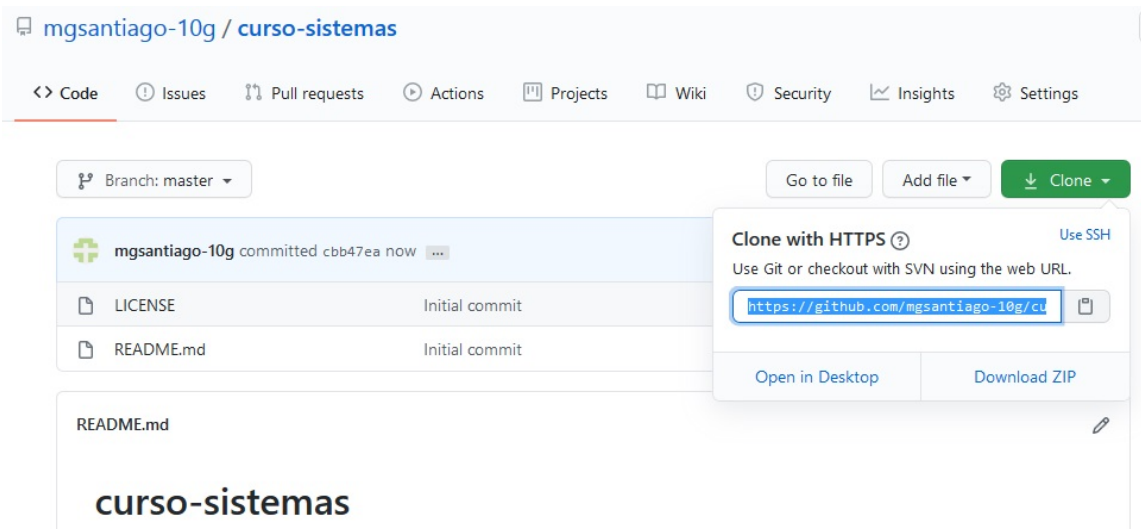 mgsantiago-10g / curso-sistemas
Code Issues Pull requests Actions Projects Wiki Security Insights Settings
Branch: master Go to file Add file Clone
mgsantiago-10g committed cbb47ea now ...
LICENSE Initial commit
README.md Initial commit
Clone with HTTPS ? Use SSH
Use Git or checkout with SVN using the web URL.
https://github.com/mgsantiago-10g/cu
Open in Desktop Download ZIP
README.md
curso-sistemas